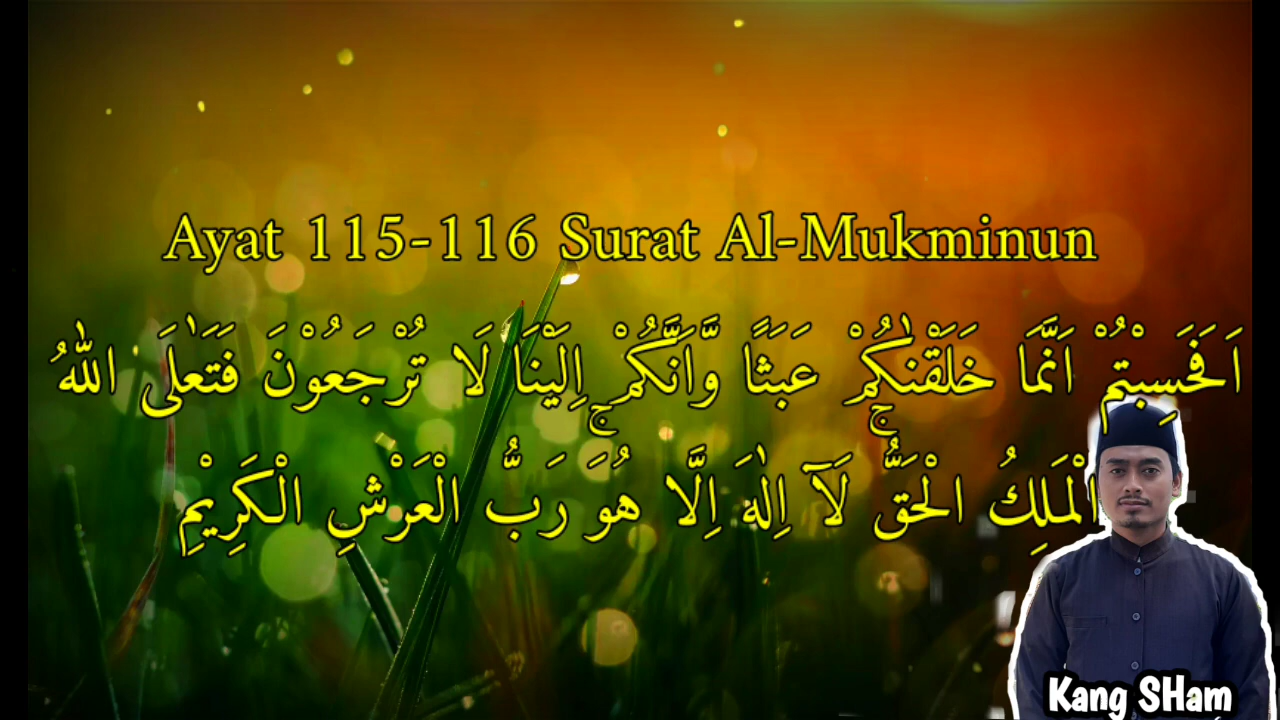 Ayat 115-116 Surat Al-Mukminun
اَفَحَسِبْتُمْ اَنَّمَا خَلَقْنٰكُمْ عَبَثًا وَّاَنَّكُمْ اِلَيْنَا لَا تُرْجَعُوْنَ فَتَعٰلَى اللّٰهُ
الْمَلِكُ الْحَقُّ لَآ اِلٰهَ اِلَّا هُوَ رَبُّ الْعَرْشِ الْكَرِيْمِ
Kang SHam